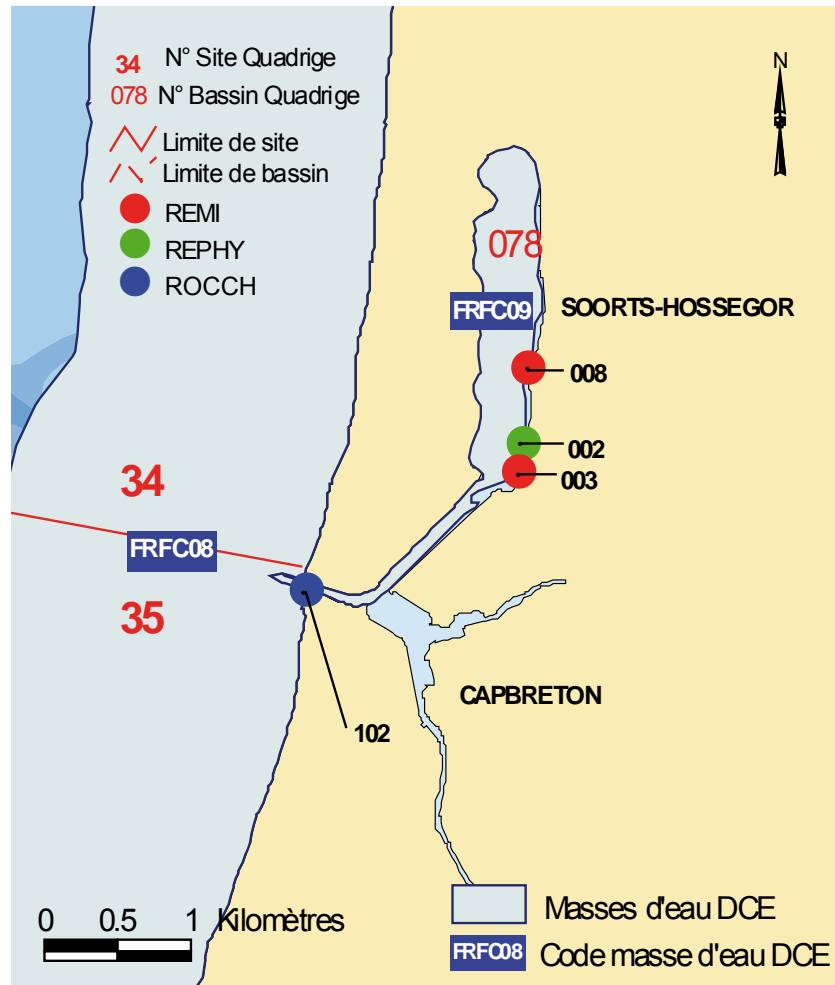 34 N° Site Quadrige
078 N° Bassin Quadrige
Limite de site
Limite de bassin
REMI
REPHY
ROCCH
N
078
FRFC09
SOORTS-HOSSEGOR
008
002
003
34
FRFC08
35
CAPBRETON
102
0 0.5 1 Kilomètres
Masses d'eau DCE
FRFC08 Code masse d'eau DCE